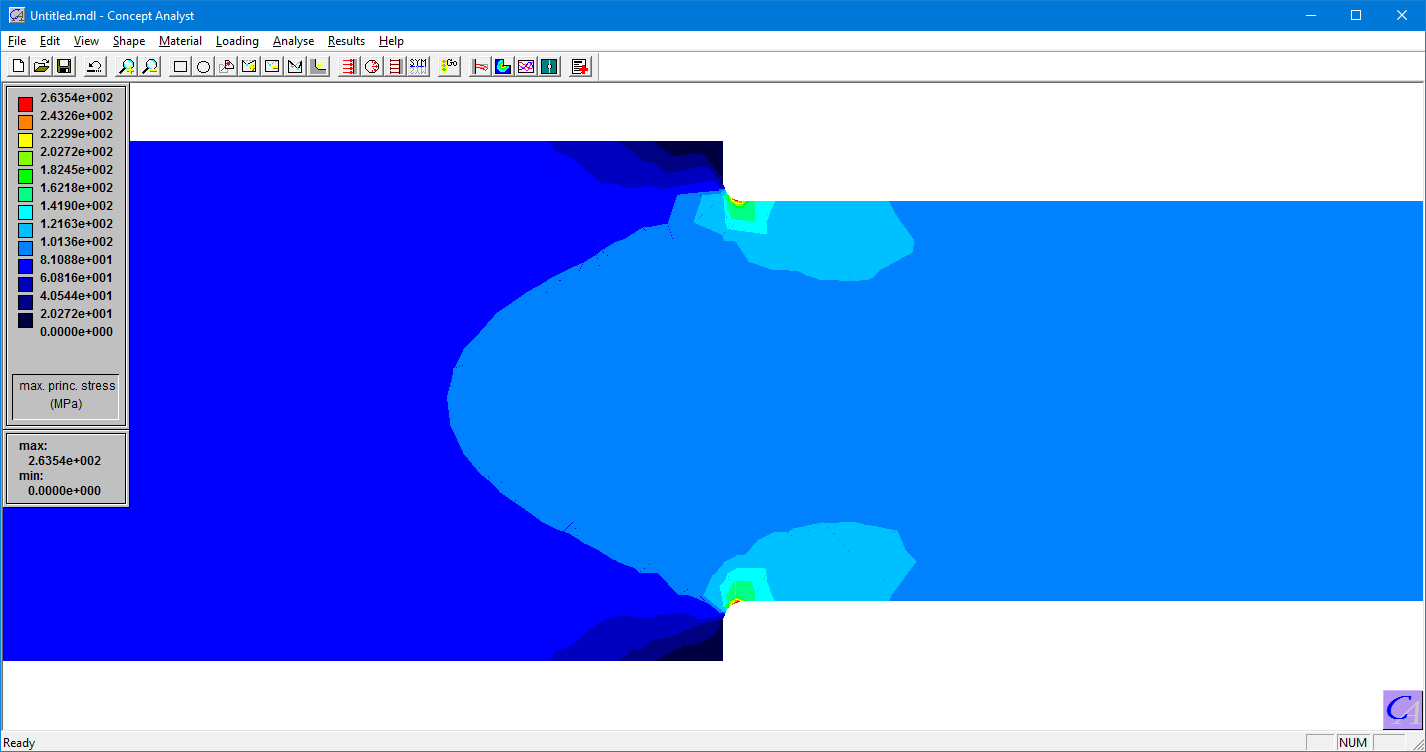 Untitled.mdl - Concept Analyst
File Edit View Shape Material Loading Analyse Results Help
SYM Go
2.6354e+002
2.4326e+002
2.2299e+002
2.0272e+002
1.8245e+002
1.6218e+002
1.4190e+002
1.2163e+002
1.0136e+002
8.1088e+001
6.0816e+001
4.0544e+001
2.0272e+001
0.0000e+000
max. princ. stress
(MPa)
max:
2.6354e+002
min:
0.0000e+000
CA
Ready NUM